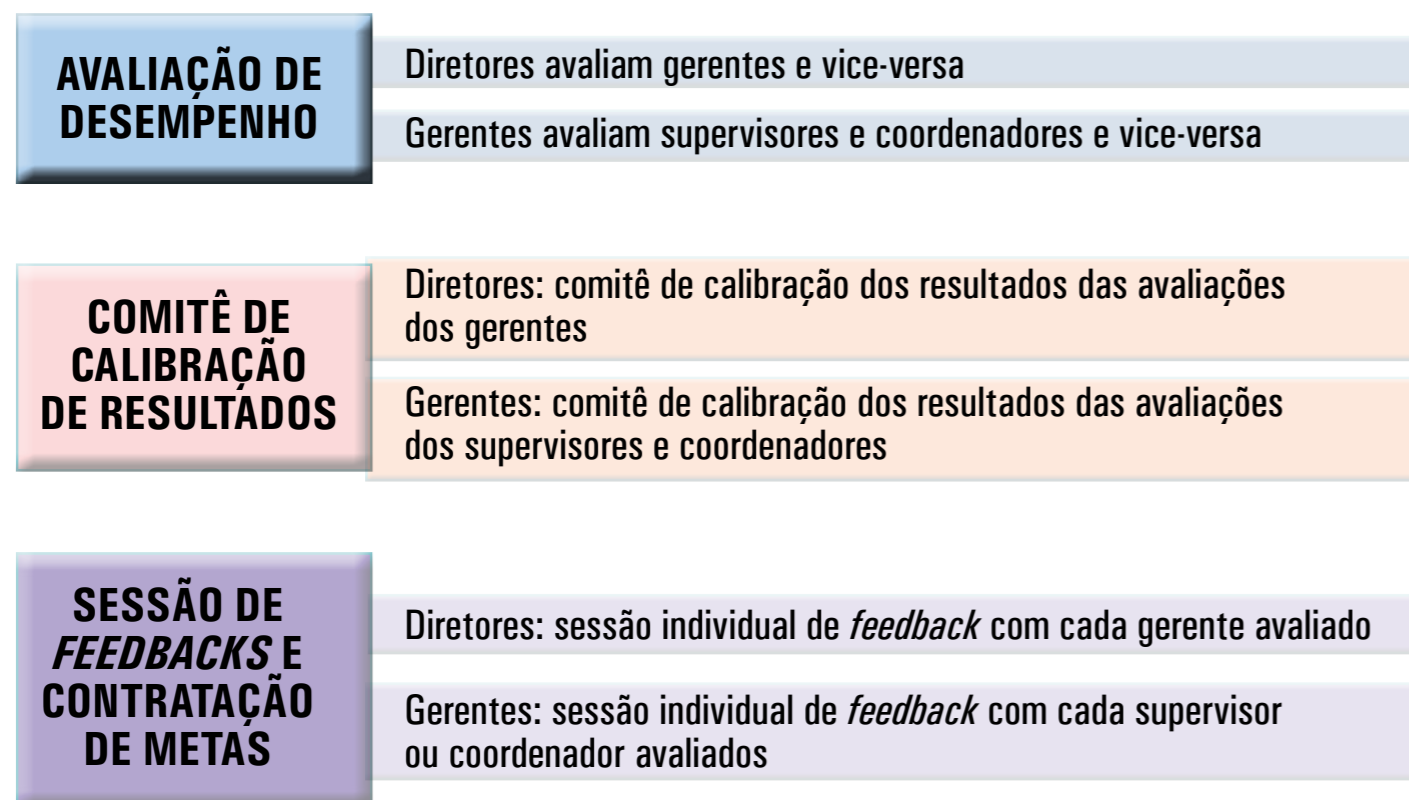 AVALIAÇÃO DE
DESEMPENHO
Diretores avaliam gerentes e vice-versa
Gerentes avaliam supervisores e coordenadores e vice-versa
COMITÊ DE
CALIBRAÇÃO
DE RESULTADOS
Diretores: comitê de calibração dos resultados das avaliações
dos gerentes
Gerentes: comitê de calibração dos resultados das avaliações
dos supervisores e coordenadores
SESSÃO DE
FEEDBACKS E
CONTRATAÇÃO
DE METAS
Diretores: sessão individual de feedback com cada gerente avaliado
Gerentes: sessão individual de feedback com cada supervisor
ou coordenador avaliados